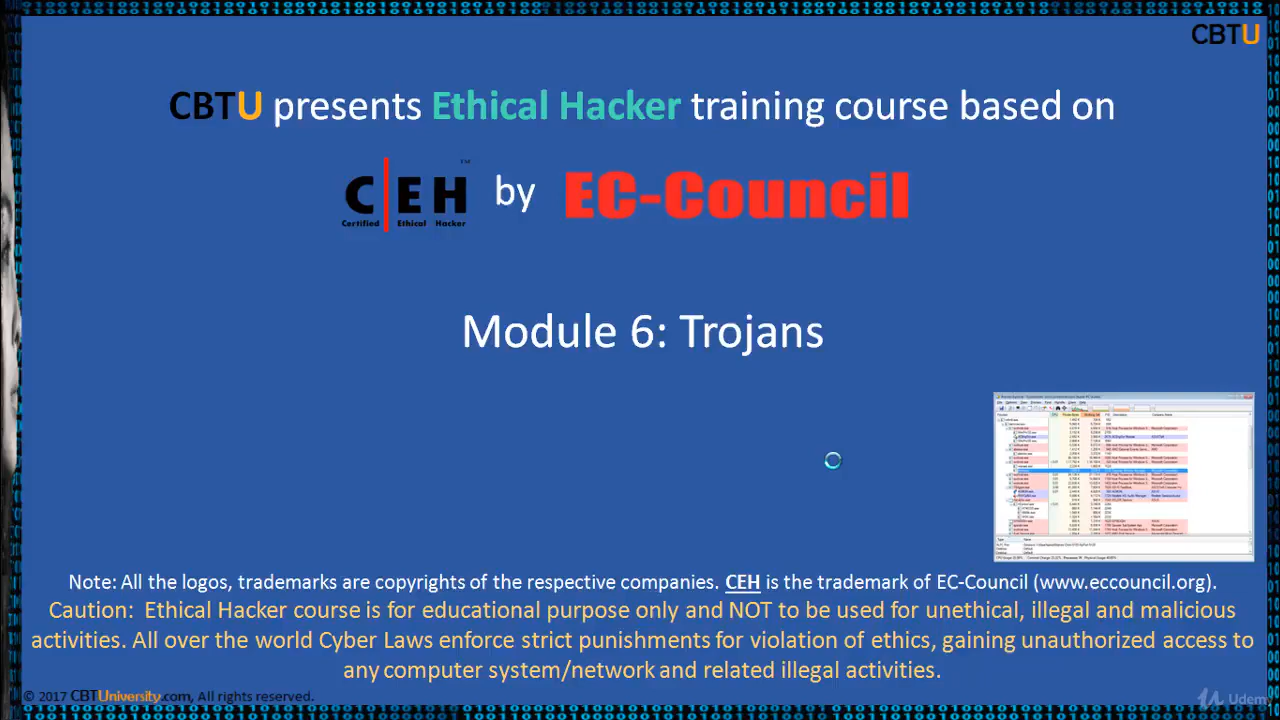 CBTU
CBTU presents Ethical Hacker training course based on
C|EH™ by EC-Council
Certified Ethical Hacker
Module 6: Trojans
Note: All the logos, trademarks are copyrights of the respective companies. CEH is the trademark of EC-Council (www.eccouncil.org).
Caution: Ethical Hacker course is for educational purpose only and NOT to be used for unethical, illegal and malicious
activities. All over the world Cyber Laws enforce strict punishments for violation of ethics, gaining unauthorized access to
any computer system/network and related illegal activities.
© 2017 CBTUniversity.com, All rights reserved.
Udemy